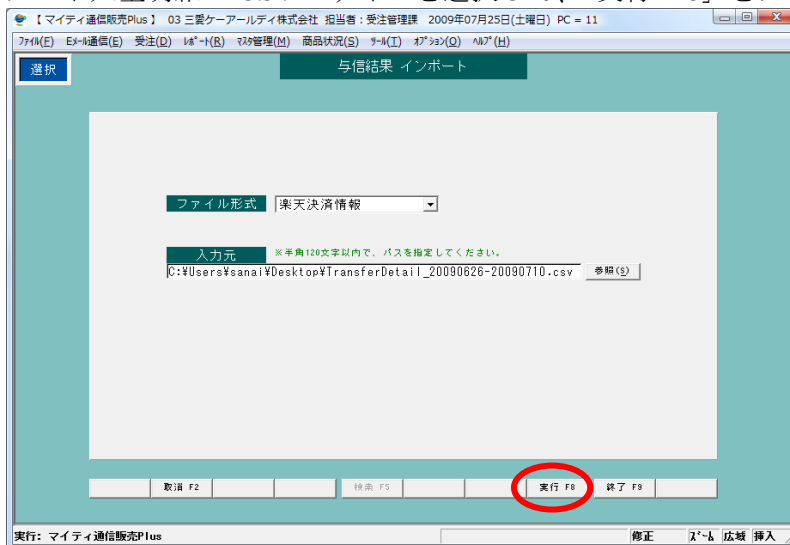 【 マイティ通信販売Plus 】 03 三愛ケーアールディ株式会社 担当者：受注管理課 2009年07月25日(土曜日) PC = 11
ﾌｧｲﾙ(F) Eﾒｰﾙ通信(E) 受注(D) ﾚﾎﾟｰﾄ(R) ﾏｽﾀ管理(M) 商品状況(S) ﾂｰﾙ(T) ｵﾌﾟｼｮﾝ(O) ﾍﾙﾌﾟ(H)
選択 与信結果 インポート
ファイル形式 楽天決済情報
入力元 ※半角120文字以内で、パスを指定してください。
C:¥Users¥sanai¥Desktop¥TransferDetail_20090626-20090710.csv 参照(S)
取消 F2 検索 F5 実行 F8 終了 F9
実行: マイティ通信販売Plus 修正 ｽﾞｰﾑ 広域 挿入